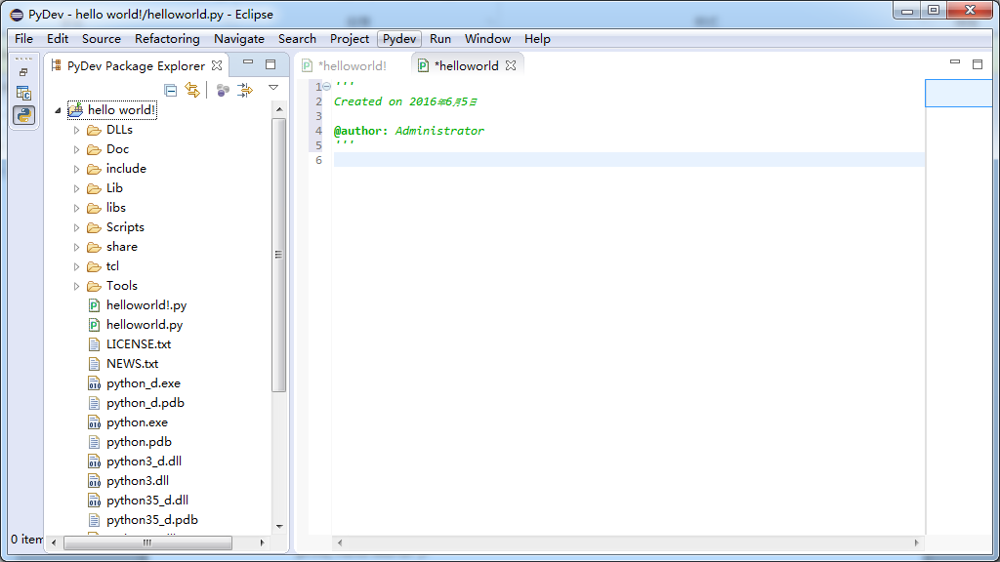 PyDev - hello world!/helloworld.py - Eclipse
File Edit Source Refactoring Navigate Search Project Pydev Run Window Help
PyDev Package Explorer
*helloworld!
*helloworld
hello world!
DLLs
Doc
include
Lib
libs
Scripts
share
tcl
Tools
helloworld!.py
helloworld.py
LICENSE.txt
NEWS.txt
python_d.exe
python_d.pdb
python.exe
python.pdb
python3_d.dll
python3.dll
python35_d.dll
python35_d.pdb
0 item
1 '''
2 Created on 2016年6月5日
3
4 @author: Administrator
5 '''
6